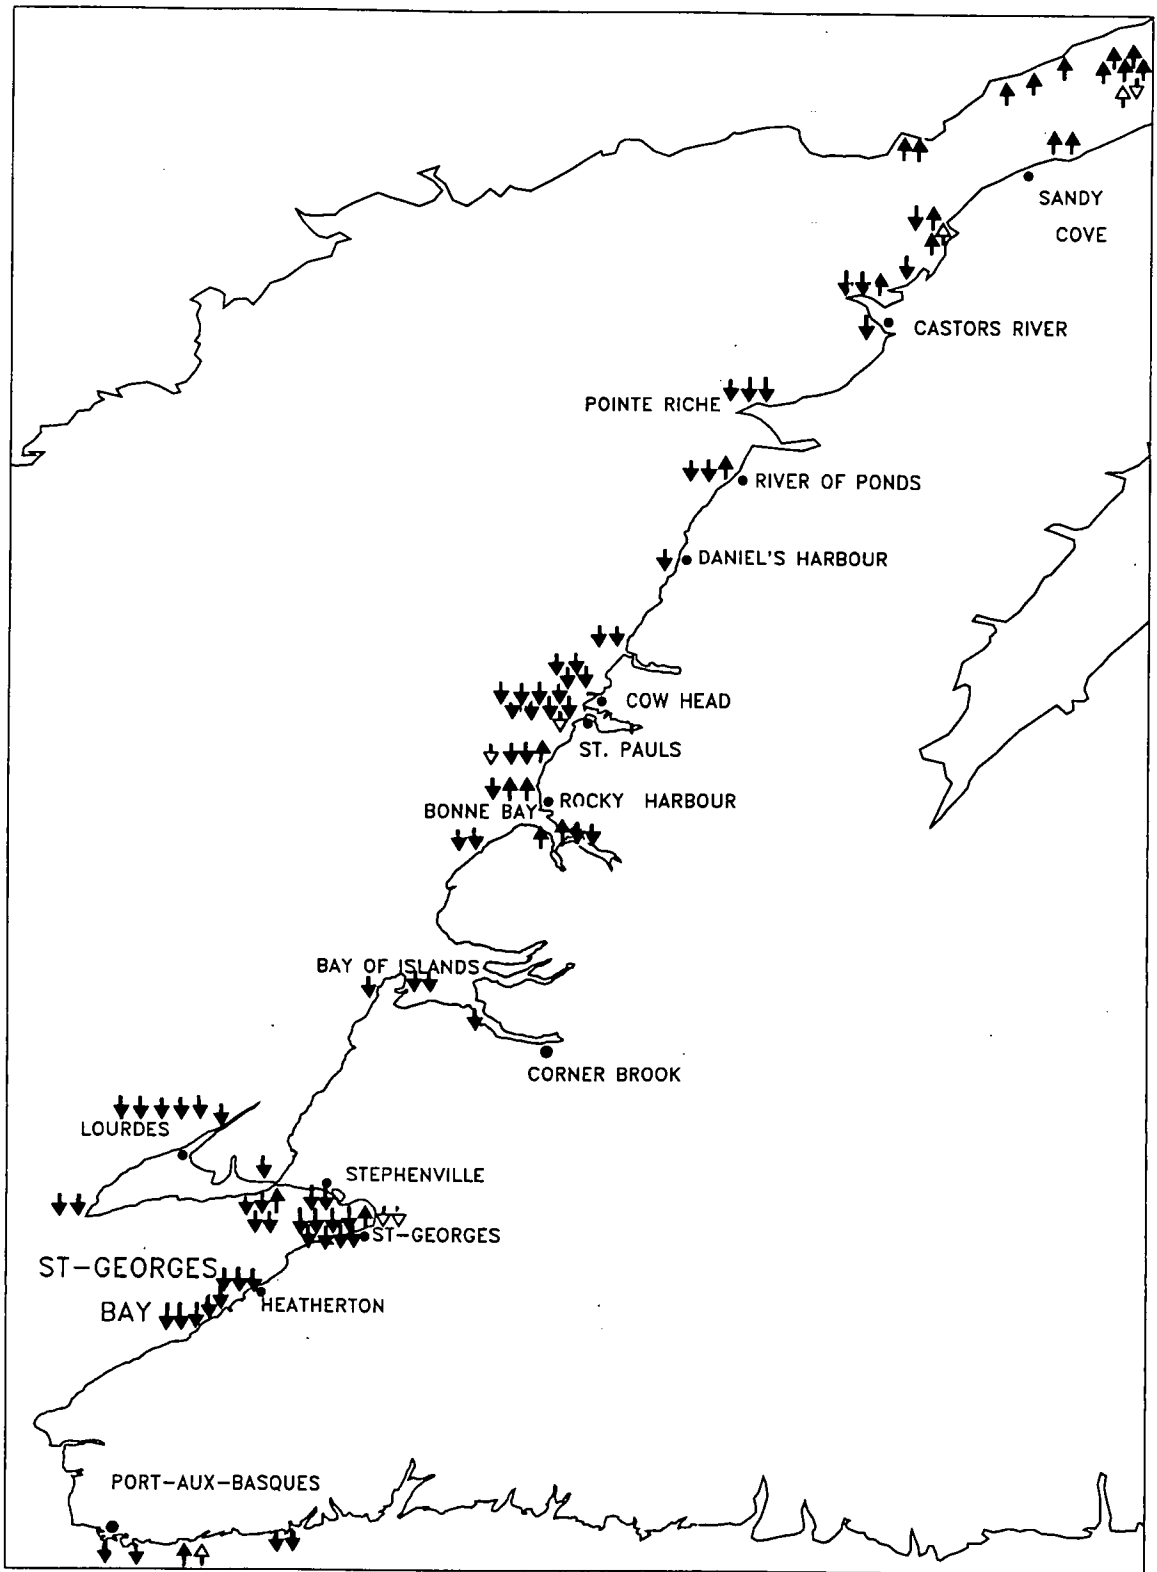 SANDY
COVE
CASTORS RIVER
POINTE RICHE
RIVER OF PONDS
DANIEL'S HARBOUR
COW HEAD
ST. PAULS
ROCKY HARBOUR
BONNE BAY
BAY OF ISLANDS
CORNER BROOK
LOURDES
STEPHENVILLE
ST-GEORGES
ST-GEORGES
BAY
HEATHERTON
PORT-AUX-BASQUES